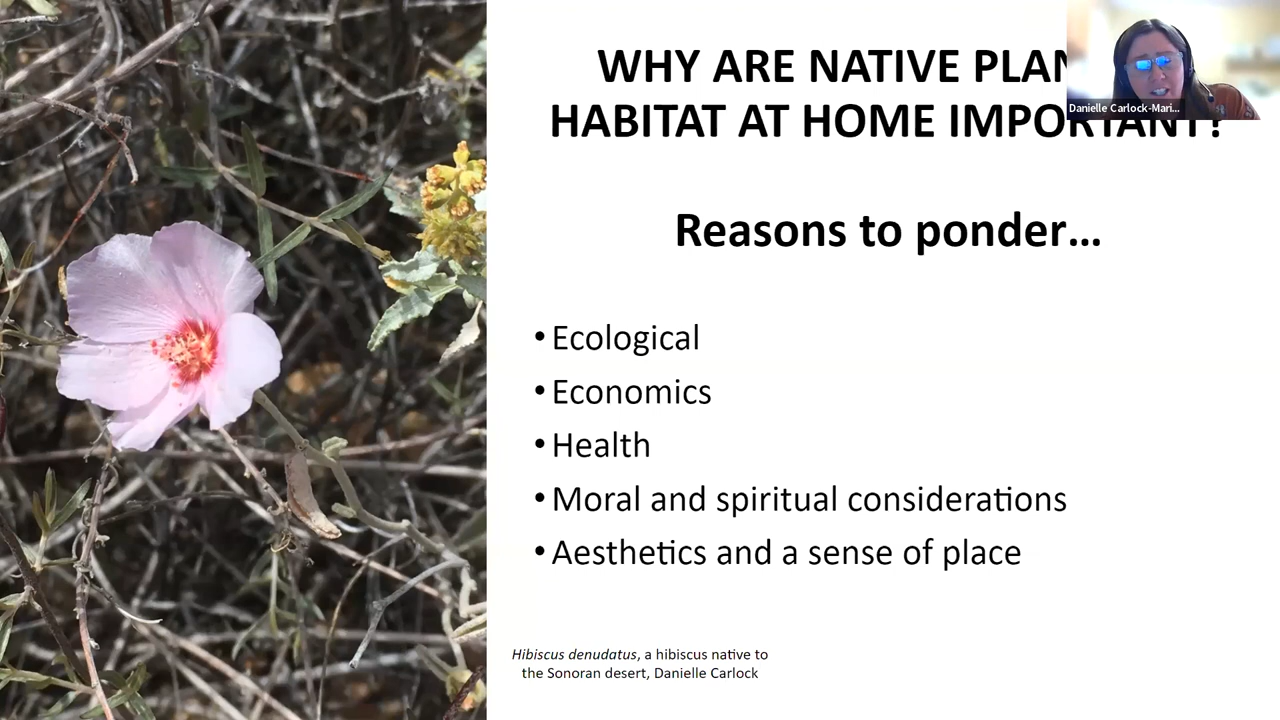 WHY ARE NATIVE PLAN
Danielle Carlock-Mari...
HABITAT AT HOME IMPORTANT?
Reasons to ponder...
•Ecological
•Economics
•Health
•Moral and spiritual considerations
•Aesthetics and a sense of place
Hibiscus denudatus, a hibiscus native to
the Sonoran desert, Danielle Carlock